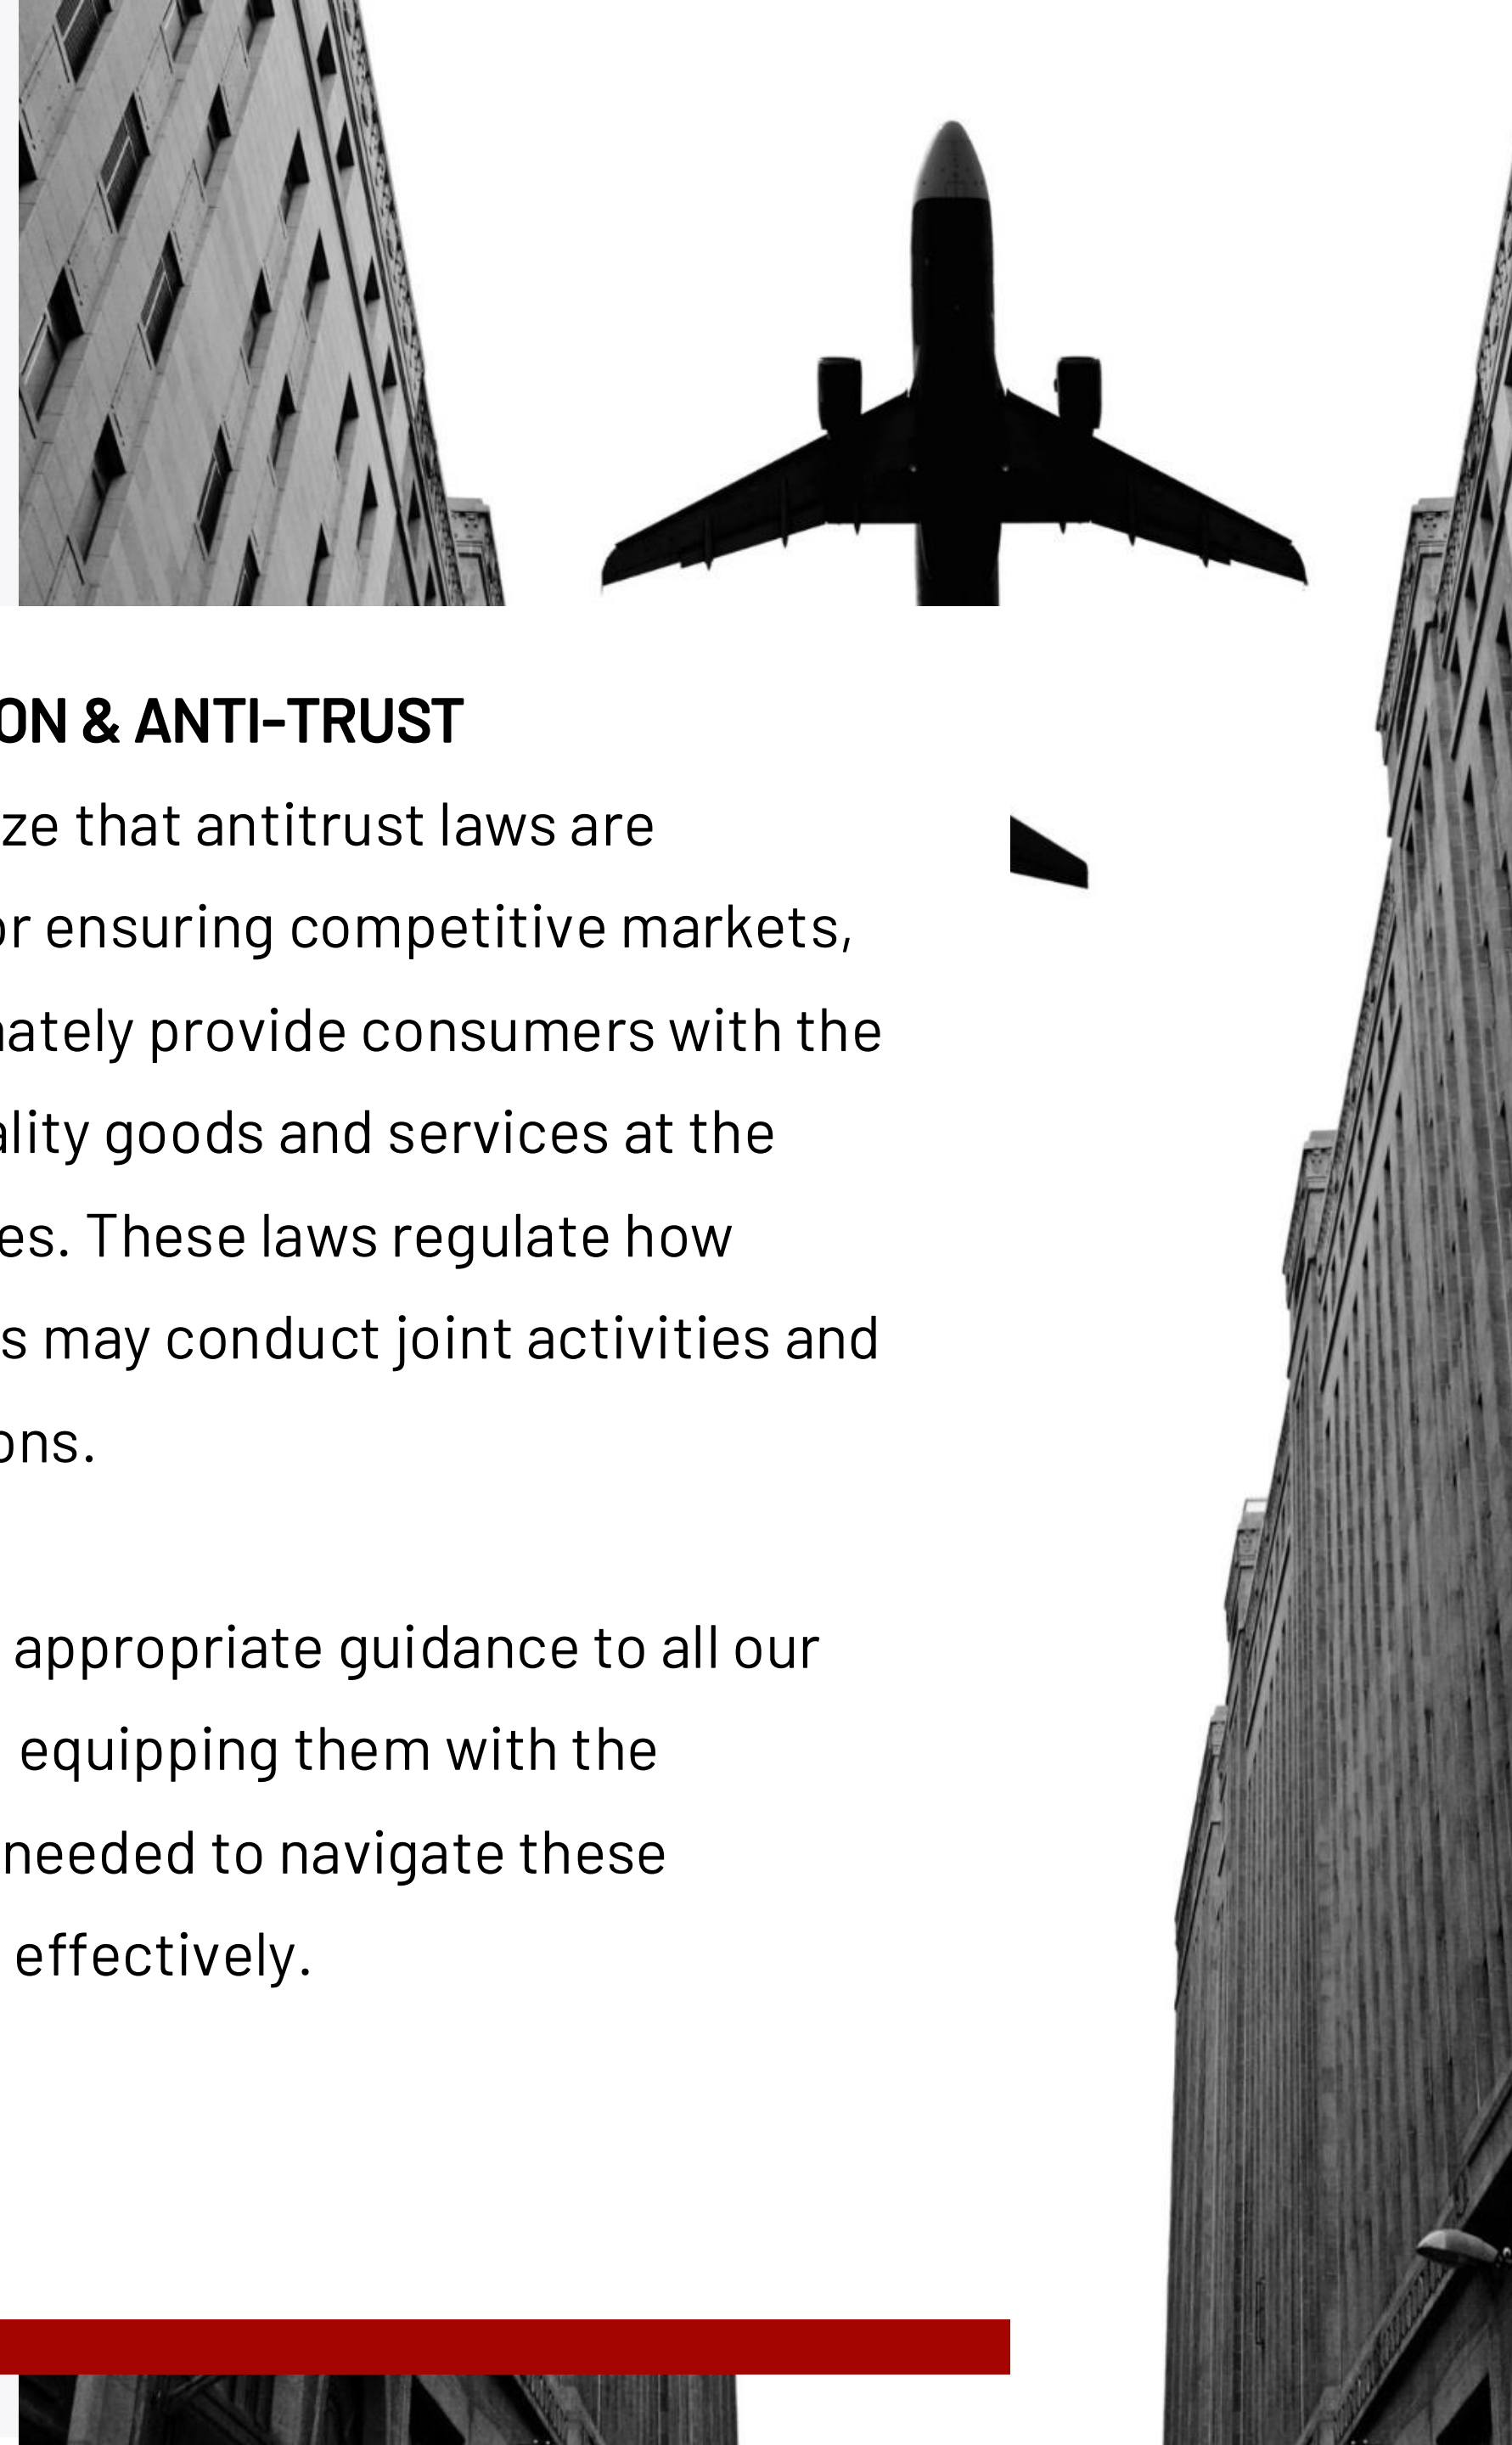 ON & ANTI-TRUST
ze that antitrust laws are
or ensuring competitive markets,
ately provide consumers with the
ality goods and services at the
es. These laws regulate how
s may conduct joint activities and
ons.
appropriate guidance to all our
equipping them with the
needed to navigate these
effectively.